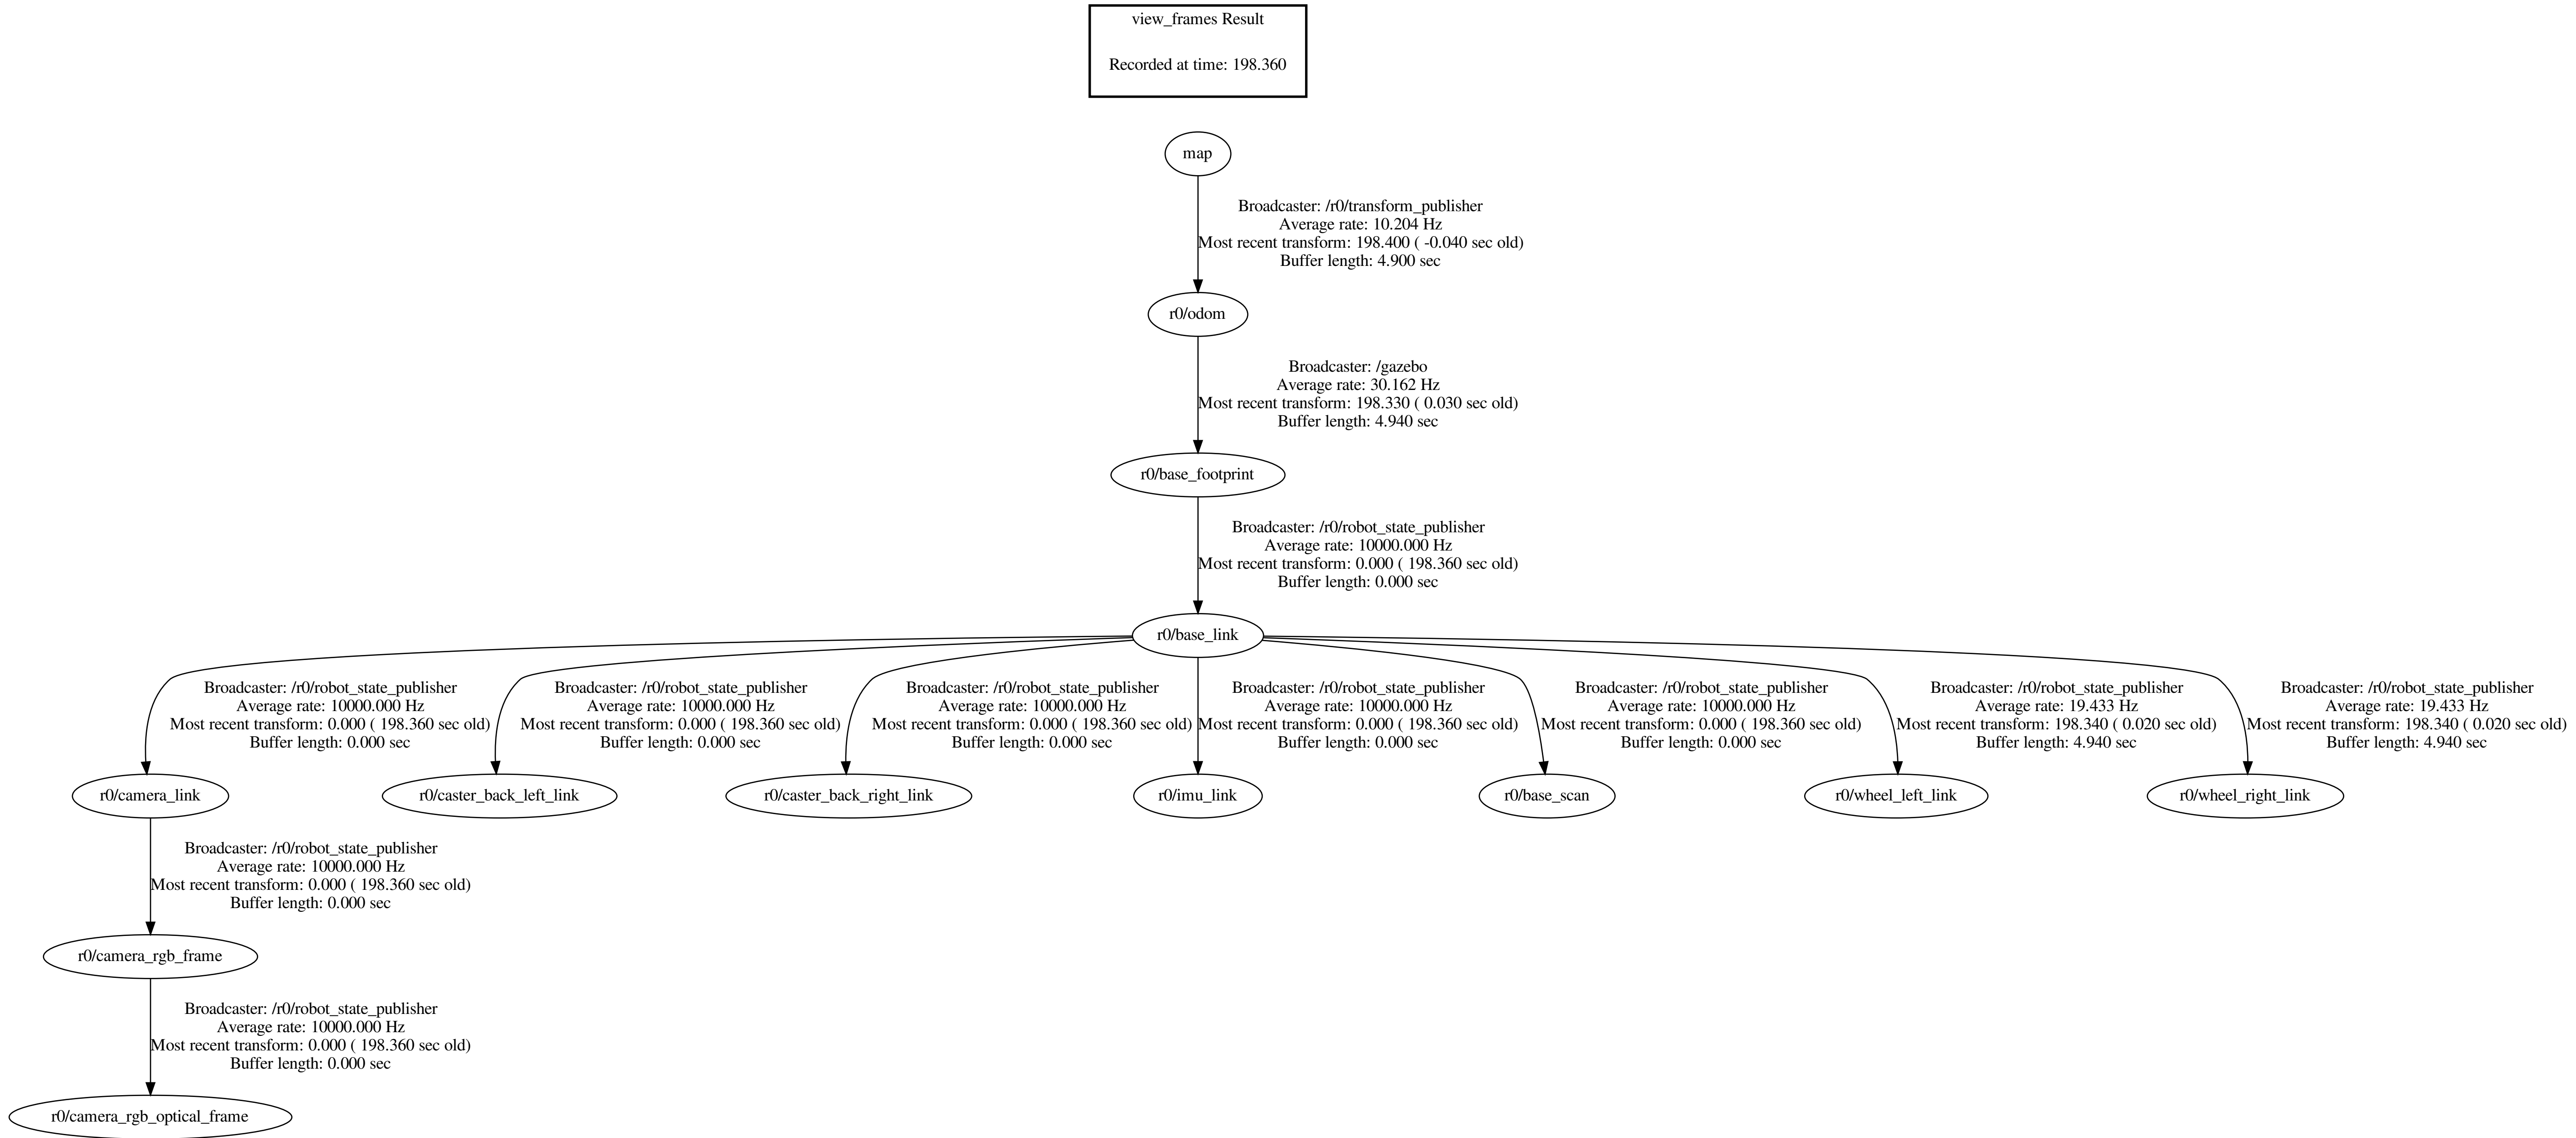 view_frames Result
Recorded at time: 198.360
map
Broadcaster: /r0/transform_publisher
Average rate: 10.204 Hz
Most recent transform: 198.400 ( -0.040 sec old)
Buffer length: 4.900 sec
r0/odom
Broadcaster: /gazebo
Average rate: 30.162 Hz
Most recent transform: 198.330 ( 0.030 sec old)
Buffer length: 4.940 sec
r0/base_footprint
Broadcaster: /r0/robot_state_publisher
Average rate: 10000.000 Hz
Most recent transform: 0.000 ( 198.360 sec old)
Buffer length: 0.000 sec
r0/base_link
Broadcaster: /r0/robot_state_publisher
Average rate: 10000.000 Hz
Most recent transform: 0.000 ( 198.360 sec old)
Buffer length: 0.000 sec
Broadcaster: /r0/robot_state_publisher
Average rate: 10000.000 Hz
Most recent transform: 0.000 ( 198.360 sec old)
Buffer length: 0.000 sec
Broadcaster: /r0/robot_state_publisher
Average rate: 10000.000 Hz
Most recent transform: 0.000 ( 198.360 sec old)
Buffer length: 0.000 sec
Broadcaster: /r0/robot_state_publisher
Average rate: 10000.000 Hz
Most recent transform: 0.000 ( 198.360 sec old)
Buffer length: 0.000 sec
Broadcaster: /r0/robot_state_publisher
Average rate: 10000.000 Hz
Most recent transform: 0.000 ( 198.360 sec old)
Buffer length: 0.000 sec
Broadcaster: /r0/robot_state_publisher
Average rate: 19.433 Hz
Most recent transform: 198.340 ( 0.020 sec old)
Buffer length: 4.940 sec
Broadcaster: /r0/robot_state_publisher
Average rate: 19.433 Hz
Most recent transform: 198.340 ( 0.020 sec old)
Buffer length: 4.940 sec
r0/camera_link
r0/caster_back_left_link
r0/caster_back_right_link
r0/imu_link
r0/base_scan
r0/wheel_left_link
r0/wheel_right_link
Broadcaster: /r0/robot_state_publisher
Average rate: 10000.000 Hz
Most recent transform: 0.000 ( 198.360 sec old)
Buffer length: 0.000 sec
r0/camera_rgb_frame
Broadcaster: /r0/robot_state_publisher
Average rate: 10000.000 Hz
Most recent transform: 0.000 ( 198.360 sec old)
Buffer length: 0.000 sec
r0/camera_rgb_optical_frame